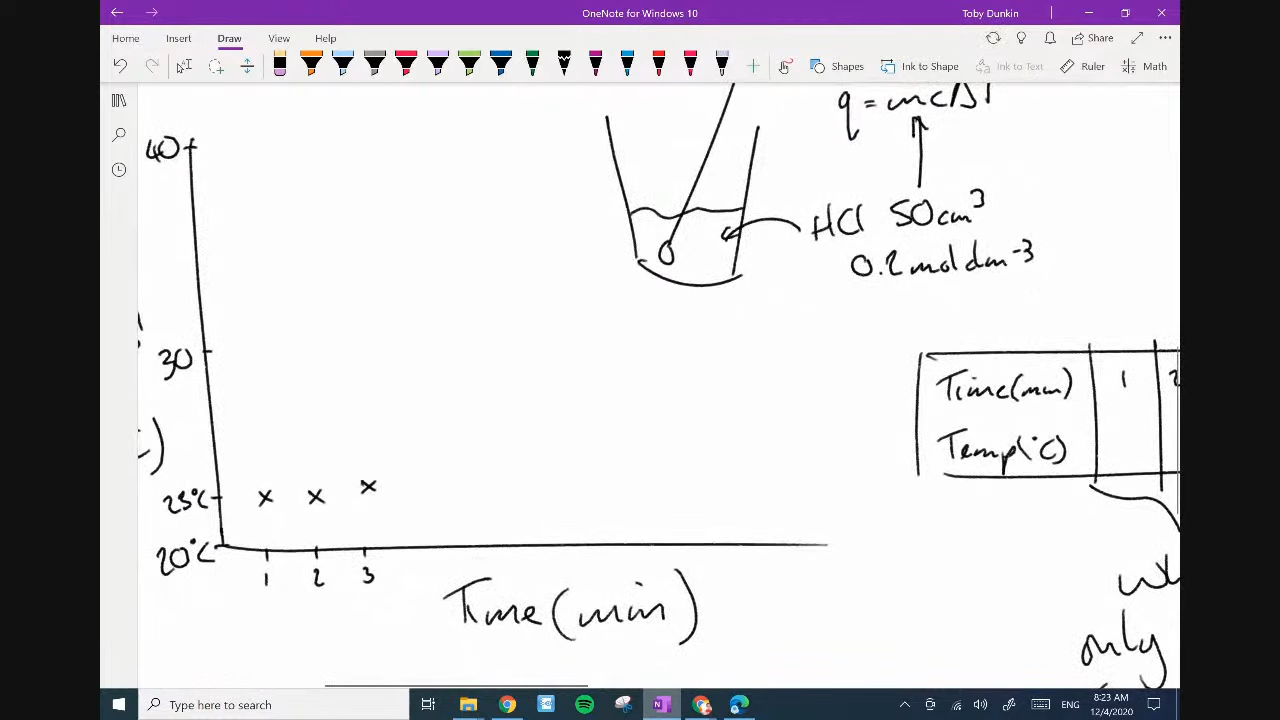 OneNote for Windows 10
Toby Dunkin
Home
Insert
Draw
View
Help
Share
Shapes
Ink to Shape
Ink to Text
Ruler
Math
q = mcΔT
40
HCl 50cm³
0.2 mol dm⁻³
30
Time(min) 1 2
Temp(°C)
25°C
20°C
1 2 3
Time (min)
only
Type here to search
8:23 AM
12/4/2020